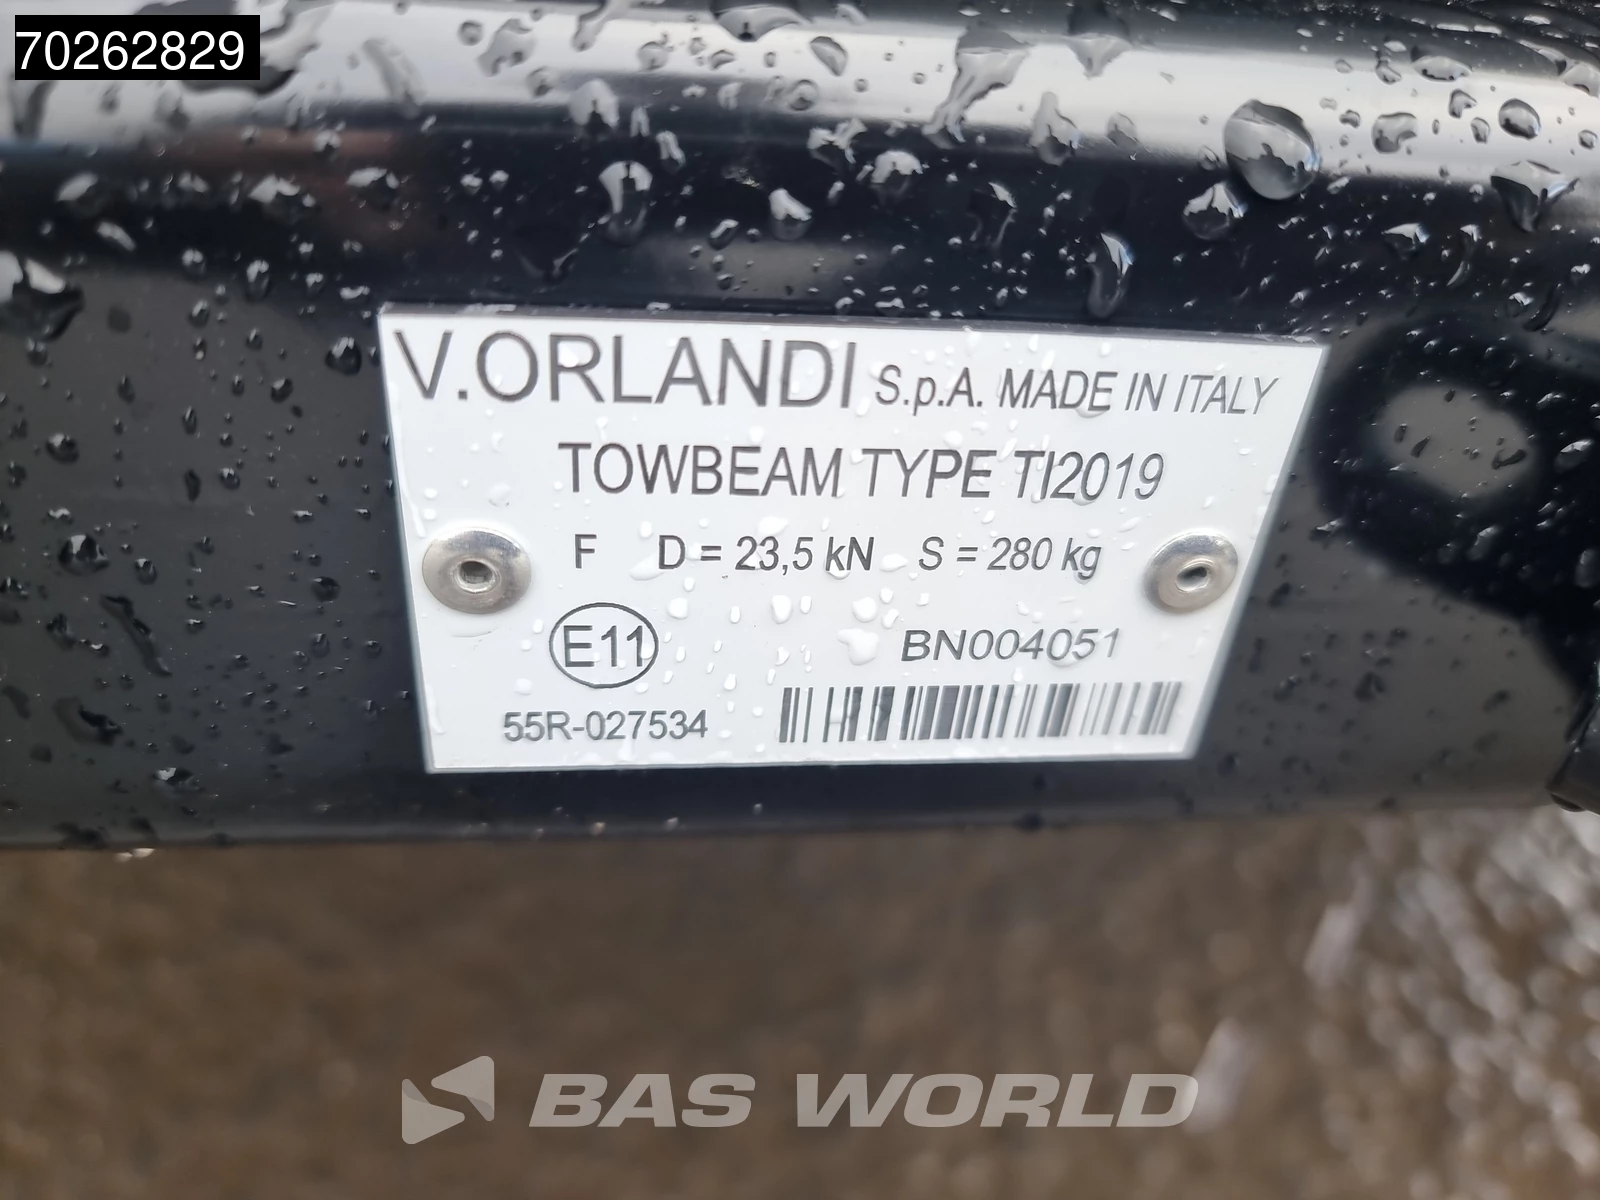 70262829
V.ORLANDI S.p.A. MADE IN ITALY
TOWBEAM TYPE TI2019
F D = 23,5 kN S = 280 kg
E11
BN004051
55R-027534
BAS WORLD